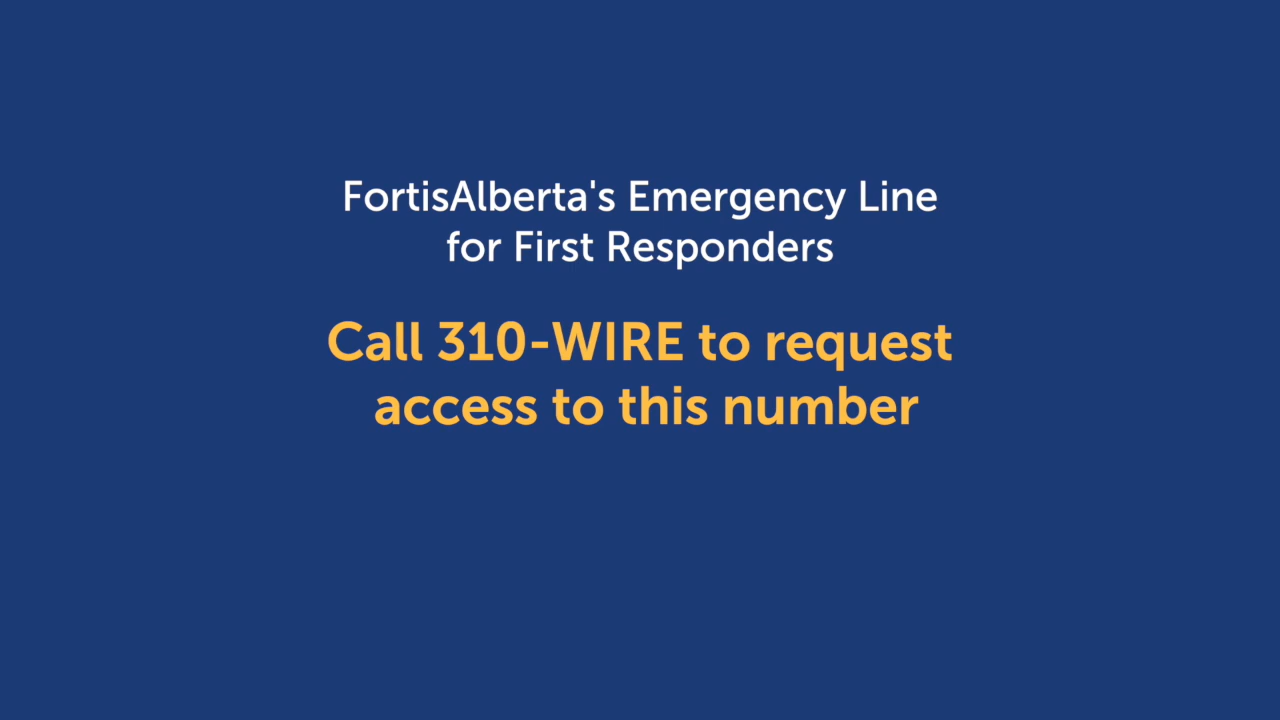 FortisAlberta's Emergency Line
for First Responders
Call 310-WIRE to request
access to this number